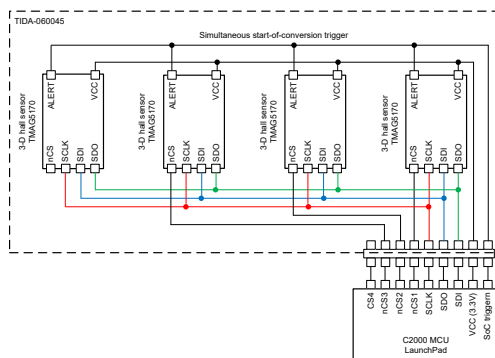 TIDA-060045
Simultaneous start-of-conversion trigger
3-D hall sensor
TMAG5170
ALERT
VCC
nCS
SCLK
SDI
SDO
3-D hall sensor
TMAG5170
ALERT
VCC
nCS
SCLK
SDI
SDO
3-D hall sensor
TMAG5170
ALERT
VCC
nCS
SCLK
SDI
SDO
3-D hall sensor
TMAG5170
ALERT
VCC
nCS
SCLK
SDI
SDO
CS4
nCS3
nCS2
nCS1
SCLK
SDO
SDI
VCC (3.3V)
SoC triggern
C2000 MCU
LaunchPad